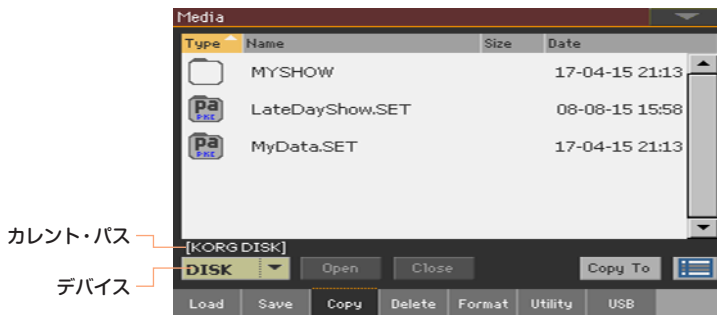 Media
Type Name Size Date
MYSHOW 17-04-15 21:13
Pa PKG LateDayShow.SET 08-08-15 15:58
Pa PKG MyData.SET 17-04-15 21:13
カレント・パス
[KORG DISK]
デバイス
DISK Open Close Copy To
Load Save Copy Delete Format Utility USB